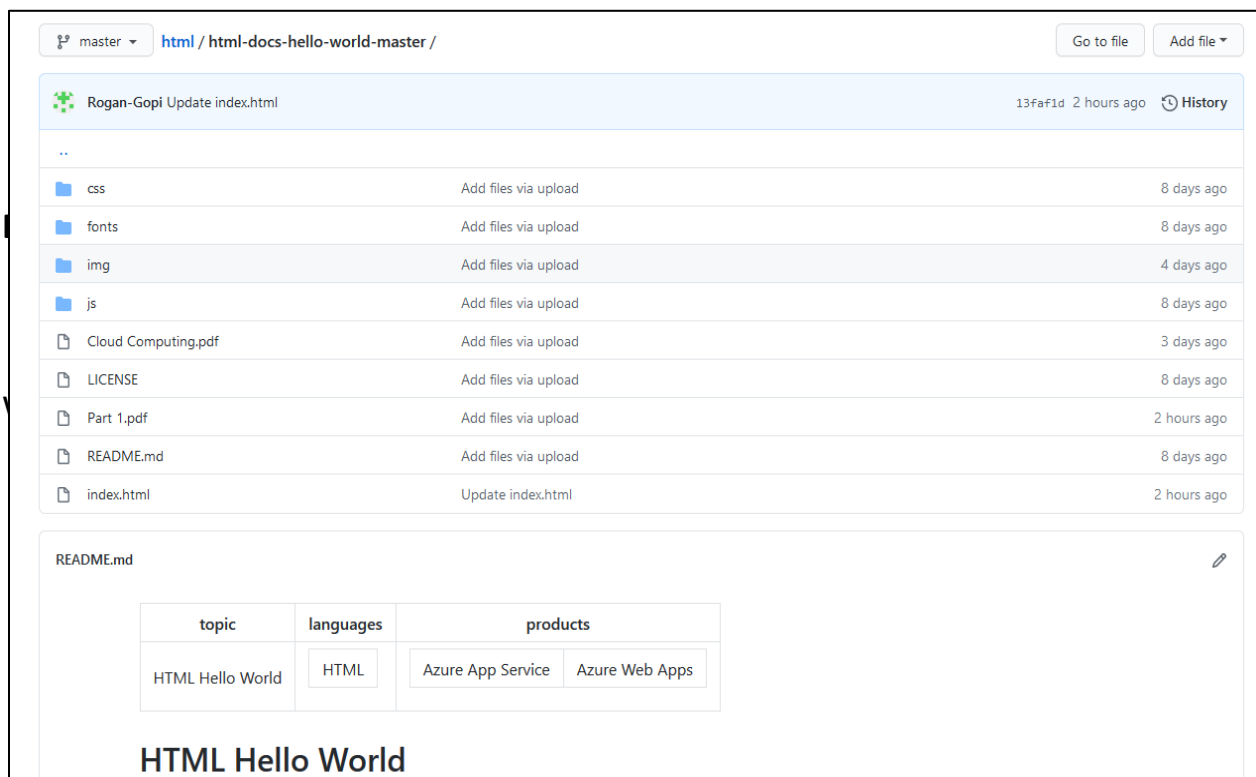 master html / html-docs-hello-world-master / Go to file Add file
Rogan-Gopi Update index.html 13faf1d 2 hours ago History
..
css Add files via upload 8 days ago
fonts Add files via upload 8 days ago
img Add files via upload 4 days ago
js Add files via upload 8 days ago
Cloud Computing.pdf Add files via upload 3 days ago
LICENSE Add files via upload 8 days ago
Part 1.pdf Add files via upload 2 hours ago
README.md Add files via upload 8 days ago
index.html Update index.html 2 hours ago
README.md
topic languages products
HTML Hello World HTML Azure App Service Azure Web Apps
HTML Hello World